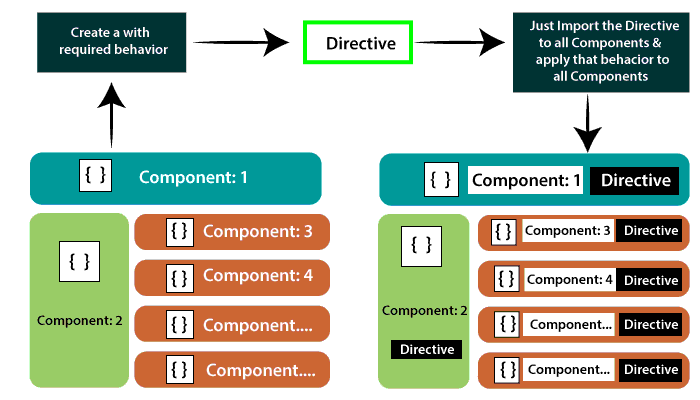 Create a with
required behavior
Directive
Just Import the Directive
to all Components &
apply that behacior to
all Components
{ } Component: 1
{ }
Component: 2
{ } Component: 3
{ } Component: 4
{ } Component....
{ } Component....
{ } Component: 1 Directive
{ }
Component: 2
Directive
{ } Component: 3 Directive
{ } Component: 4 Directive
{ } Component... Directive
{ } Component... Directive